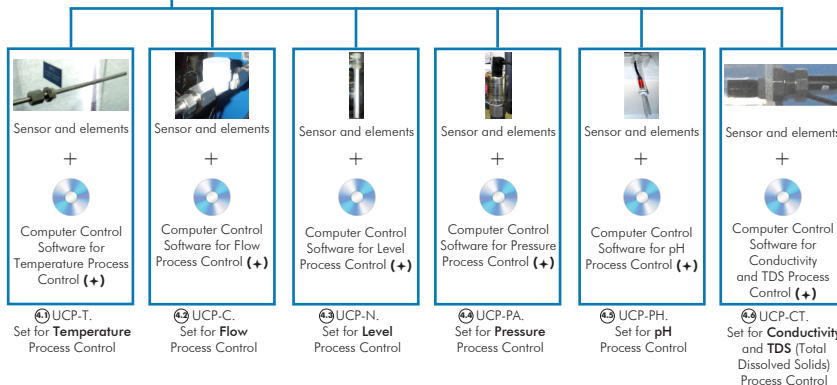 Sensor and elements
+
Computer Control
Software for
Temperature Process
Control (+)
4.1 UCP-T.
Set for Temperature
Process Control
Sensor and elements
+
Computer Control
Software for Flow
Process Control (+)
4.2 UCP-C.
Set for Flow
Process Control
Sensor and elements
+
Computer Control
Software for Level
Process Control (+)
4.3 UCP-N.
Set for Level
Process Control
Sensor and elements
+
Computer Control
Software for Pressure
Process Control (+)
4.4 UCP-PA.
Set for Pressure
Process Control
Sensor and elements
+
Computer Control
Software for pH
Process Control (+)
4.5 UCP-PH.
Set for pH
Process Control
Sensor and elements
+
Computer Control
Software for
Conductivity
and TDS Process
Control (+)
4.6 UCP-CT.
Set for Conductivity
and TDS (Total
Dissolved Solids)
Process Control